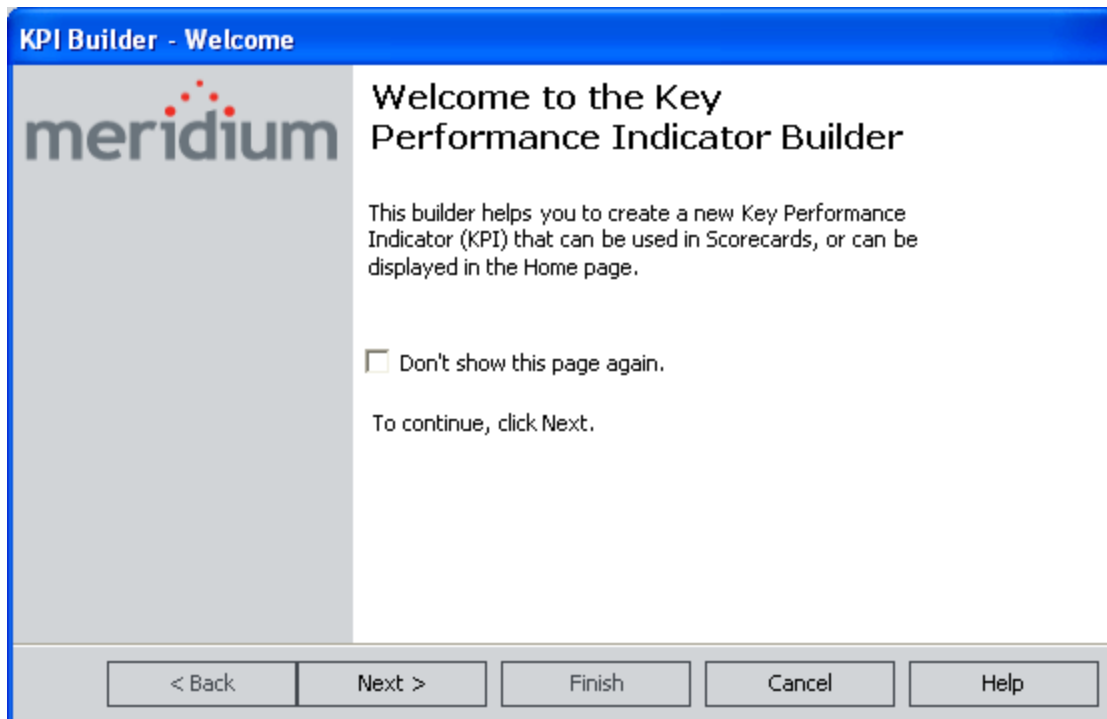 KPI Builder - Welcome
meridium
Welcome to the Key
Performance Indicator Builder
This builder helps you to create a new Key Performance
Indicator (KPI) that can be used in Scorecards, or can be
displayed in the Home page.
Don't show this page again.
To continue, click Next.
< Back
Next >
Finish
Cancel
Help